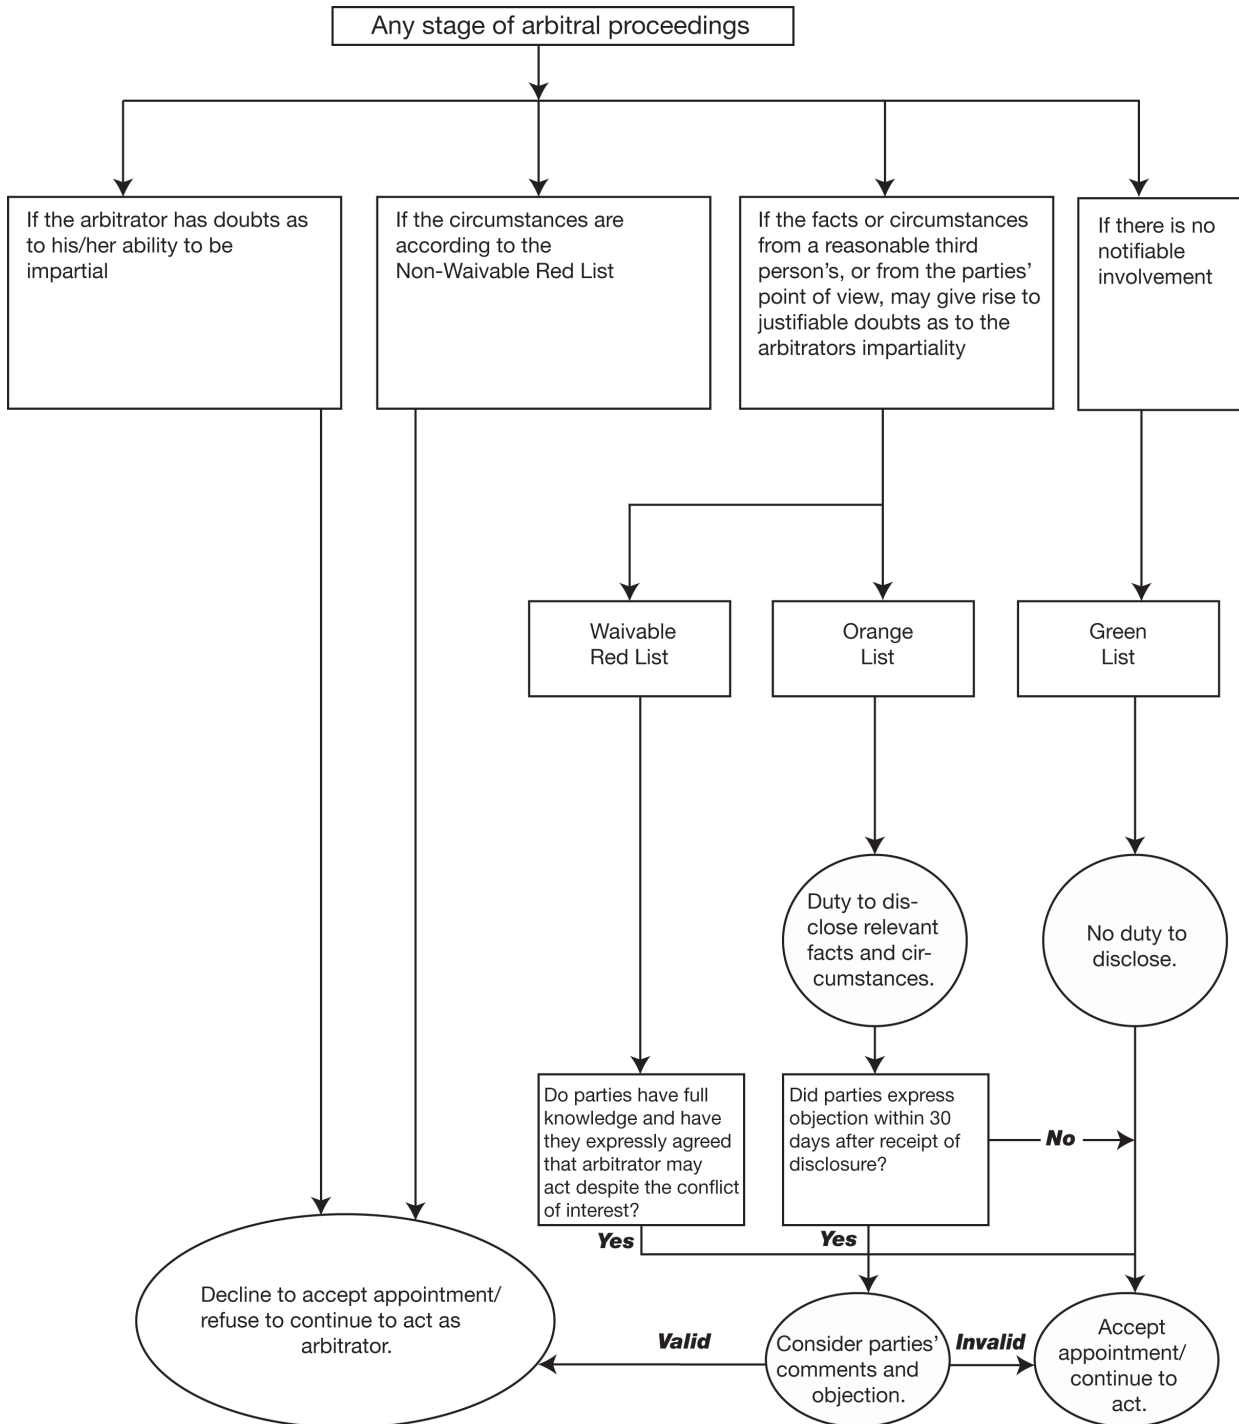 Any stage of arbitral proceedings
If the arbitrator has doubts as
to his/her ability to be
impartial
If the circumstances are
according to the
Non-Waivable Red List
If the facts or circumstances
from a reasonable third
person's, or from the parties'
point of view, may give rise to
justifiable doubts as to the
arbitrators impartiality
If there is no
notifiable
involvement
Waivable
Red List
Orange
List
Green
List
Duty to dis-
close relevant
facts and cir-
cumstances.
No duty to
disclose.
Do parties have full
knowledge and have
they expressly agreed
that arbitrator may
act despite the conflict
of interest?
Did parties express
objection within 30
days after receipt of
disclosure?
No
Yes
Yes
Decline to accept appointment/
refuse to continue to act as
arbitrator.
Valid
Consider parties'
comments and
objection.
Invalid
Accept
appointment/
continue to
act.